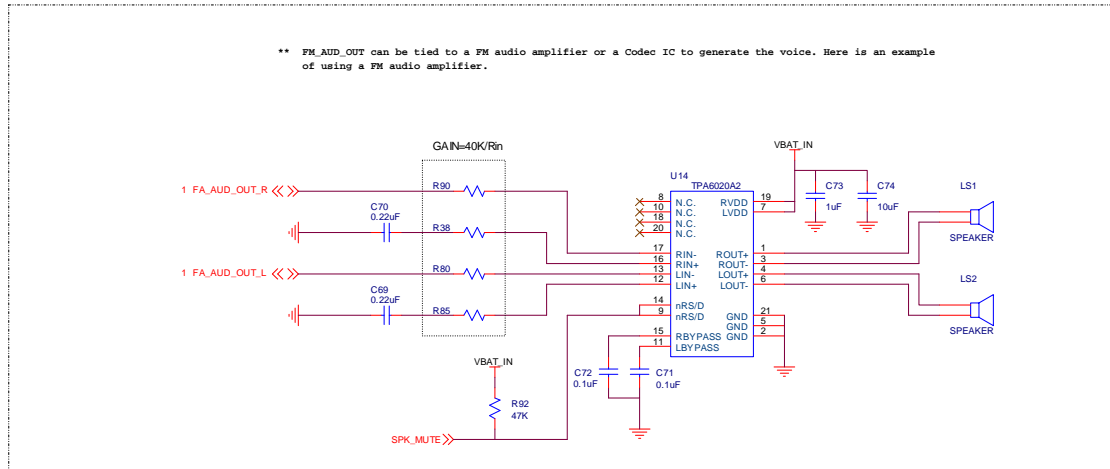 ** FM_AUD_OUT can be tied to a FM audio amplifier or a Codec IC to generate the voice. Here is an example
of using a FM audio amplifier.
GAIN=40K/Rin
VBAT_IN
U14
TPA6020A2
1 FA_AUD_OUT_R
R90
8 N.C.
10 N.C.
18 N.C.
20 N.C.
RVDD 19
LVDD 7
C73
1uF
C74
10uF
LS1
SPEAKER
C70
0.22uF
R38
17 RIN-
16 RIN+
13 LIN-
12 LIN+
ROUT+ 1
ROUT- 3
LOUT+ 4
LOUT- 6
1 FA_AUD_OUT_L
R80
LS2
SPEAKER
C69
0.22uF
R85
14 nRS/D
9 nRS/D
GND 21
GND 5
GND 2
15 RBYPASS
11 LBYPASS
VBAT_IN
C72
0.1uF
C71
0.1uF
R92
47K
SPK_MUTE